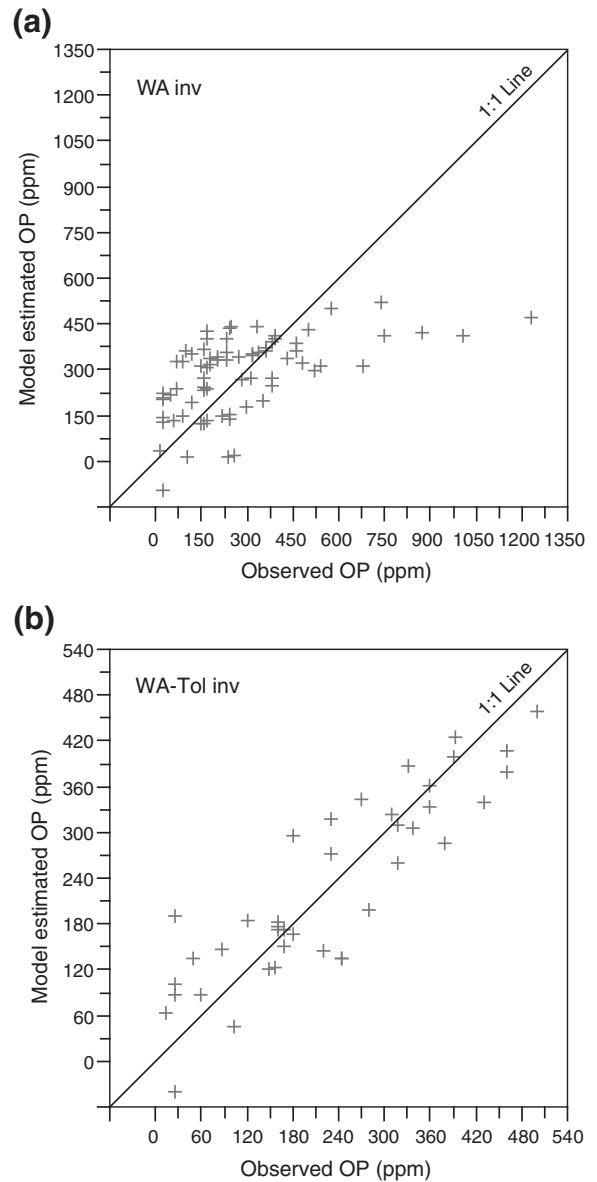 (a)
1350
1200
1050
900
750
600
450
300
150
0
Model estimated OP (ppm)
WA inv
1:1 Line
0 150 300 450 600 750 900 1050 1200 1350
Observed OP (ppm)
(b)
540
480
420
360
300
240
180
120
60
0
Model estimated OP (ppm)
WA-Tol inv
1:1 Line
0 60 120 180 240 300 360 420 480 540
Observed OP (ppm)